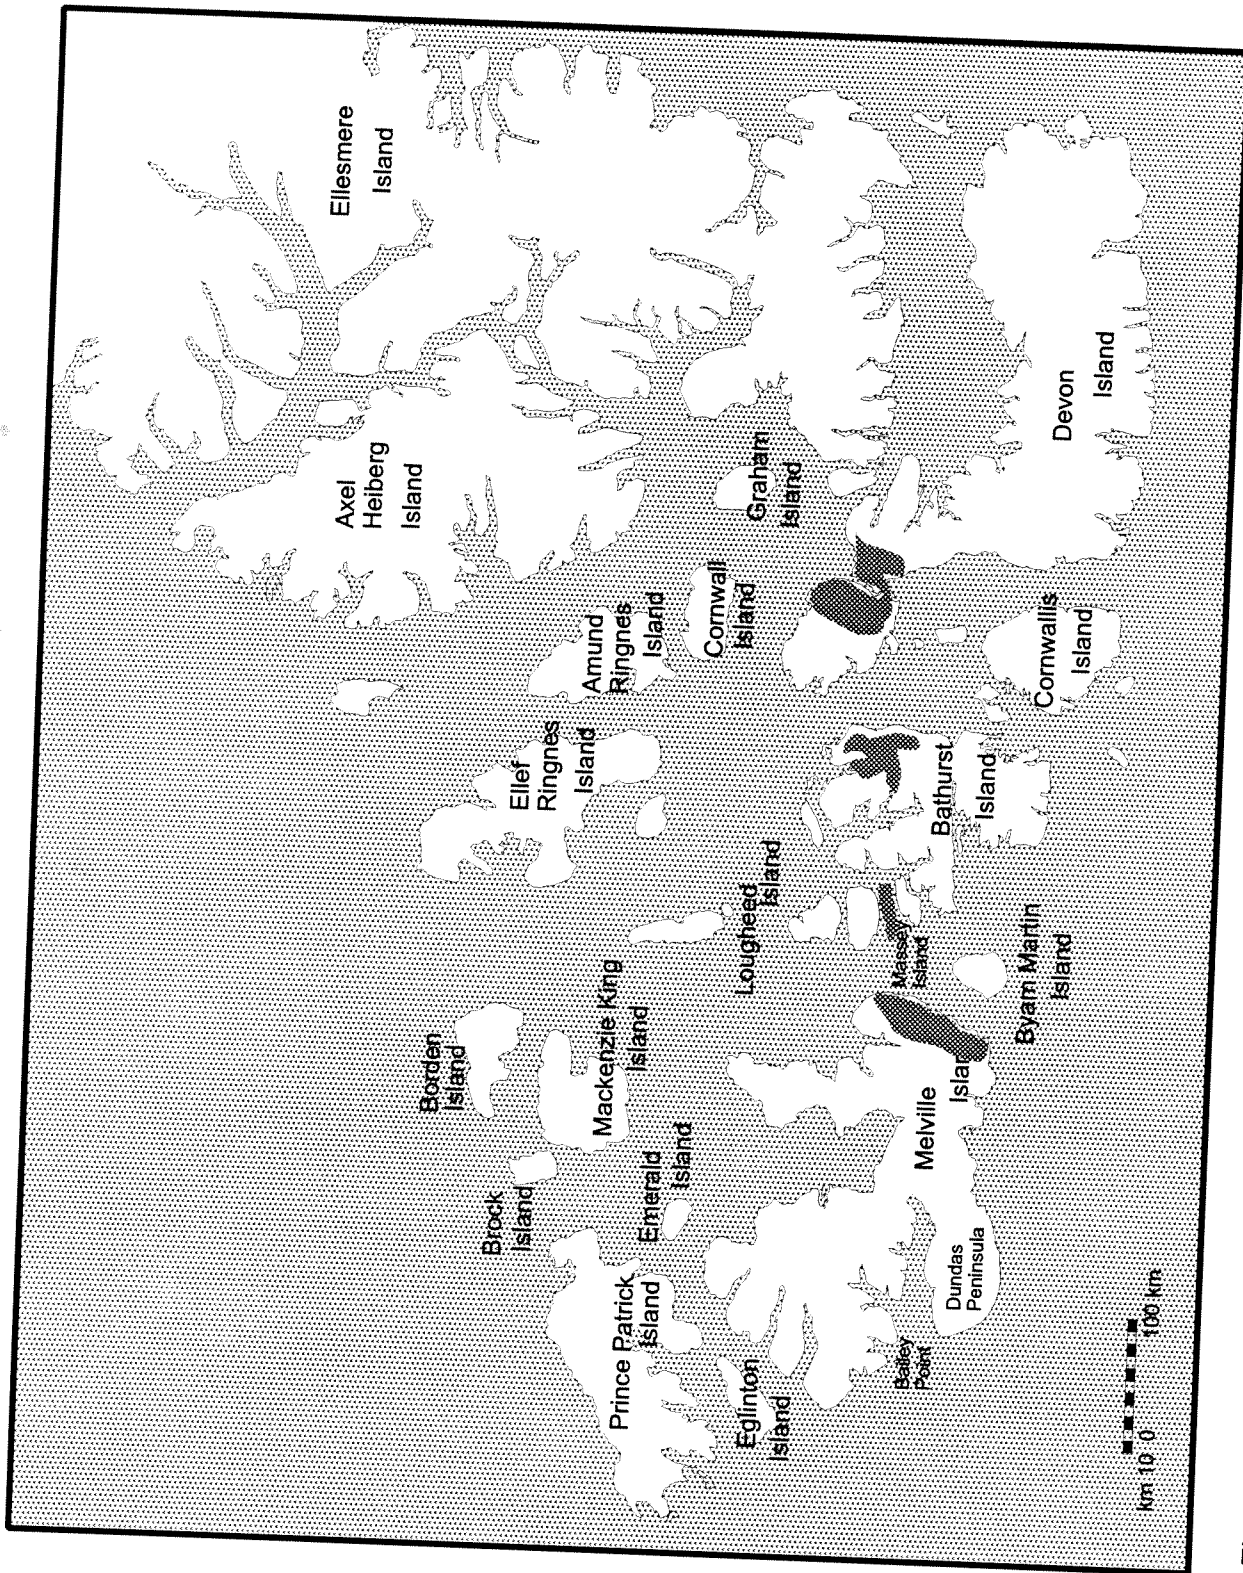 Ellesmere
Island
Axel
Heiberg
Island
Amund
Ringnes
Island
Ellef
Ringnes
Island
Cornwall
Island
Graham
Island
Devon
Island
Cornwallis
Island
Bathurst
Island
Lougheed
Island
Massey
Island
Byam Martin
Island
Borden
Island
Mackenzie King
Island
Brock
Island
Emerald
Island
Melville
Islan
Prince Patrick
Island
Eglinton
Island
Bailey
Point
Dundas
Peninsula
km 10 0 100 km